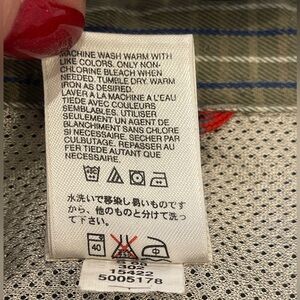 MACHINE WASH WARM WITH
LIKE COLORS. ONLY NON-
CHLORINE BLEACH WHEN
NEEDED. TUMBLE DRY. WARM
IRON AS DESIRED.
LAVER A LA MACHINE A L'EAU
TIEDE AVEC COULEURS
SEMBLABLES. UTILISER
SEULEMENT UN AGENT DE
BLANCHIMENT SANS CHLORE
SI NECESSAIRE. SECHER PAR
CULBUTAGE. REPASSER AU
FER TIEDE AUTANT QUE
NECESSAIRE.
水洗いで移染し易いものです
から、他のものと分けて洗っ
て下さい。
40
中
15422
5005178